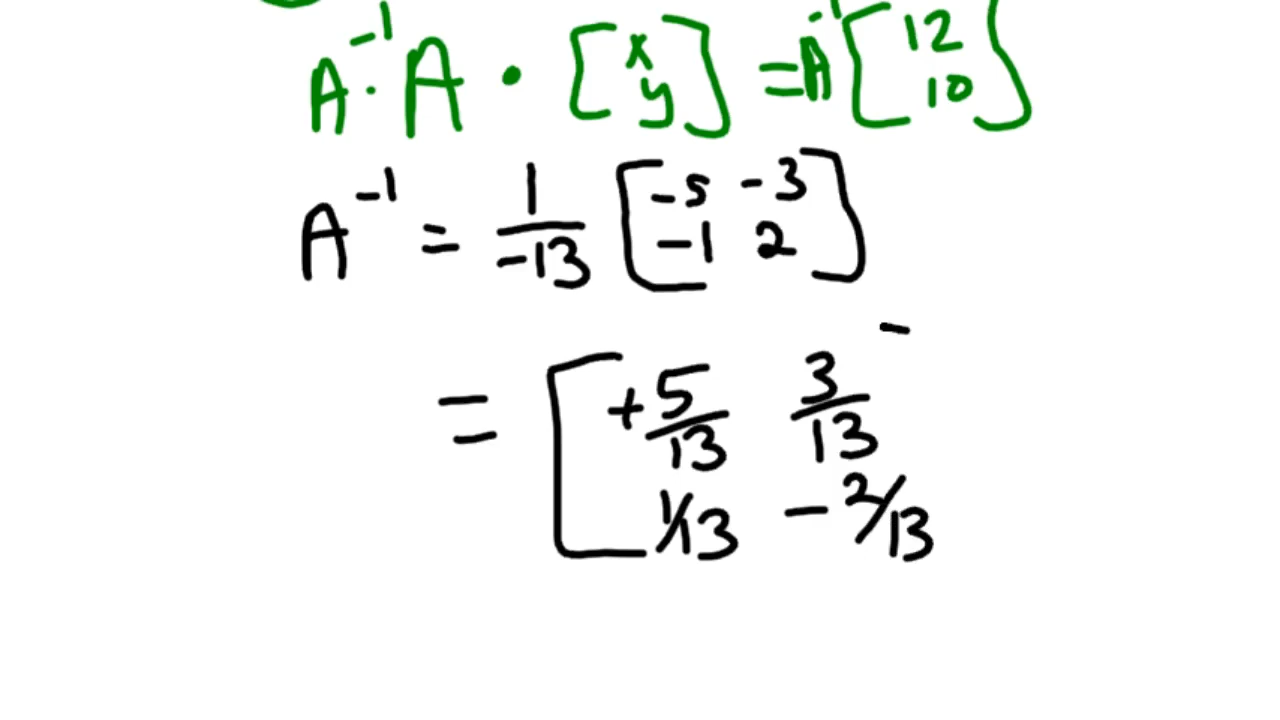 A⁻¹ · A • [x y] = A⁻¹ [12 10]
A⁻¹ = 1/-13 [-5 -3
-1 2]
= [+5/13 3/13
1/13 -2/13